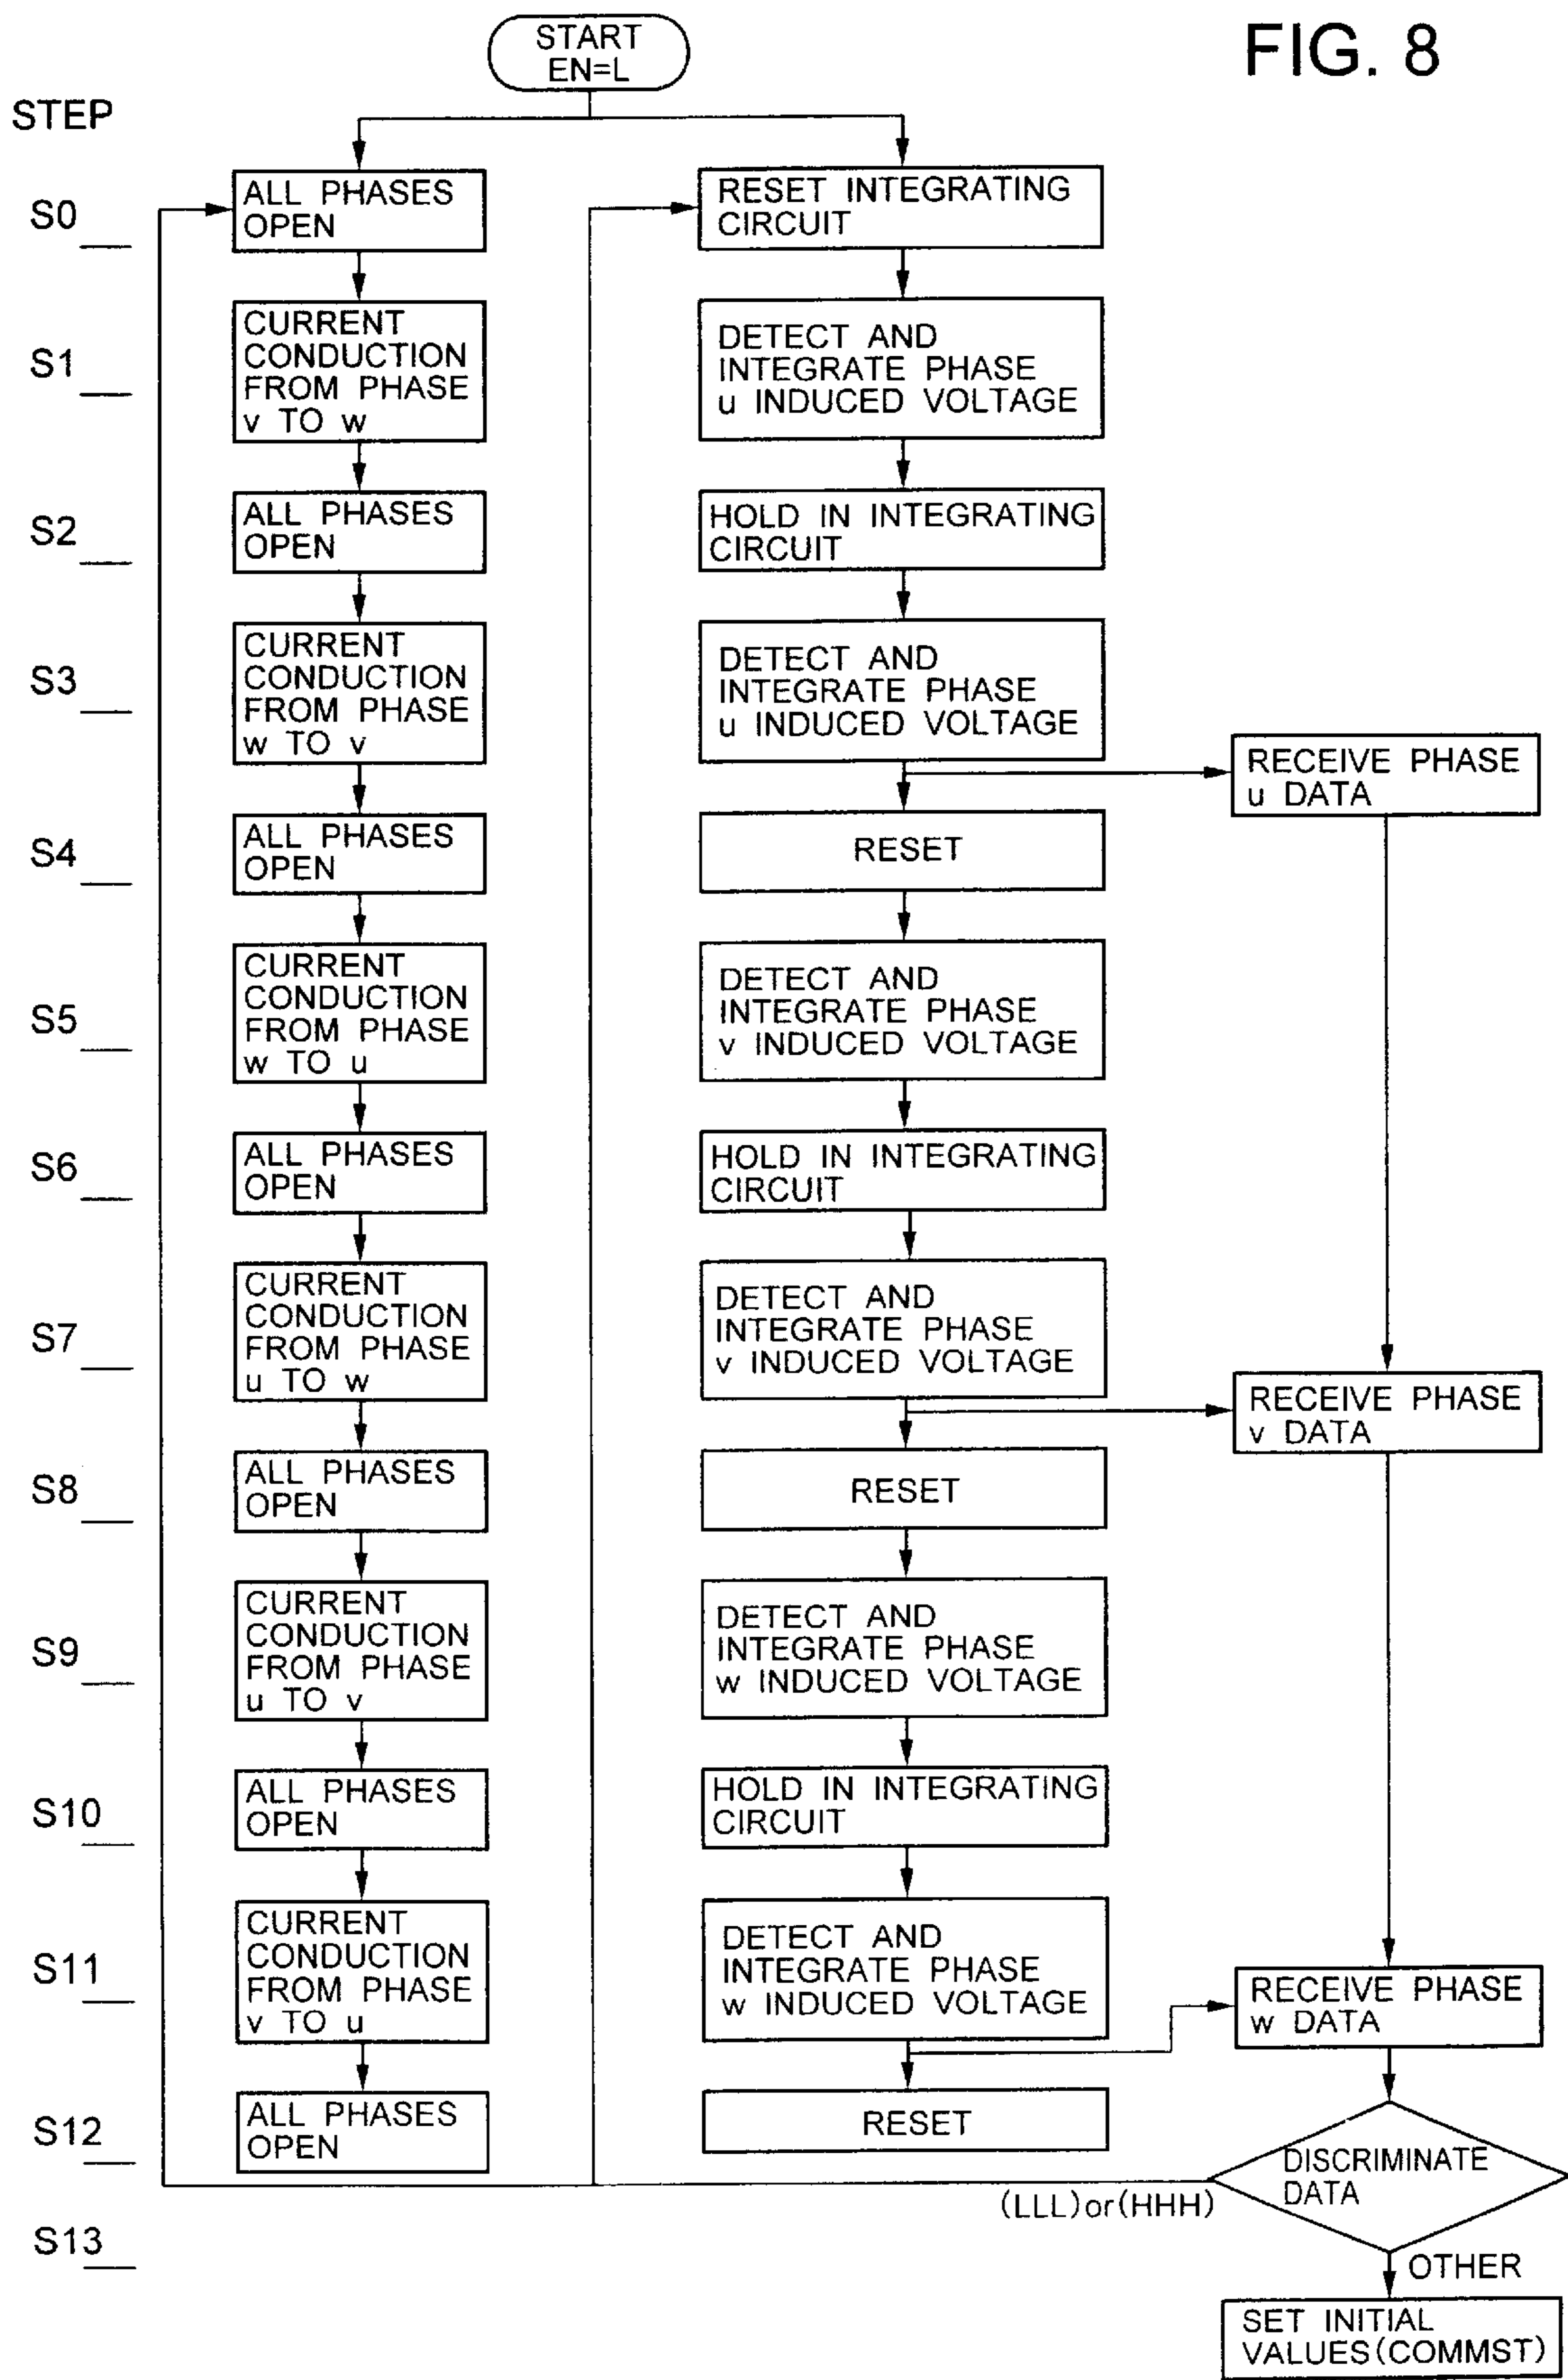 FIG. 8
START
EN=L
STEP
S0
ALL PHASES
OPEN
RESET INTEGRATING
CIRCUIT
S1
CURRENT
CONDUCTION
FROM PHASE
v TO w
DETECT AND
INTEGRATE PHASE
u INDUCED VOLTAGE
S2
ALL PHASES
OPEN
HOLD IN INTEGRATING
CIRCUIT
S3
CURRENT
CONDUCTION
FROM PHASE
w TO v
DETECT AND
INTEGRATE PHASE
u INDUCED VOLTAGE
RECEIVE PHASE
u DATA
S4
ALL PHASES
OPEN
RESET
S5
CURRENT
CONDUCTION
FROM PHASE
w TO u
DETECT AND
INTEGRATE PHASE
v INDUCED VOLTAGE
S6
ALL PHASES
OPEN
HOLD IN INTEGRATING
CIRCUIT
S7
CURRENT
CONDUCTION
FROM PHASE
u TO w
DETECT AND
INTEGRATE PHASE
v INDUCED VOLTAGE
RECEIVE PHASE
v DATA
S8
ALL PHASES
OPEN
RESET
S9
CURRENT
CONDUCTION
FROM PHASE
u TO v
DETECT AND
INTEGRATE PHASE
w INDUCED VOLTAGE
S10
ALL PHASES
OPEN
HOLD IN INTEGRATING
CIRCUIT
S11
CURRENT
CONDUCTION
FROM PHASE
v TO u
DETECT AND
INTEGRATE PHASE
w INDUCED VOLTAGE
RECEIVE PHASE
w DATA
S12
ALL PHASES
OPEN
RESET
DISCRIMINATE
DATA
(LLL)or(HHH)
S13
OTHER
SET INITIAL
VALUES(COMMST)